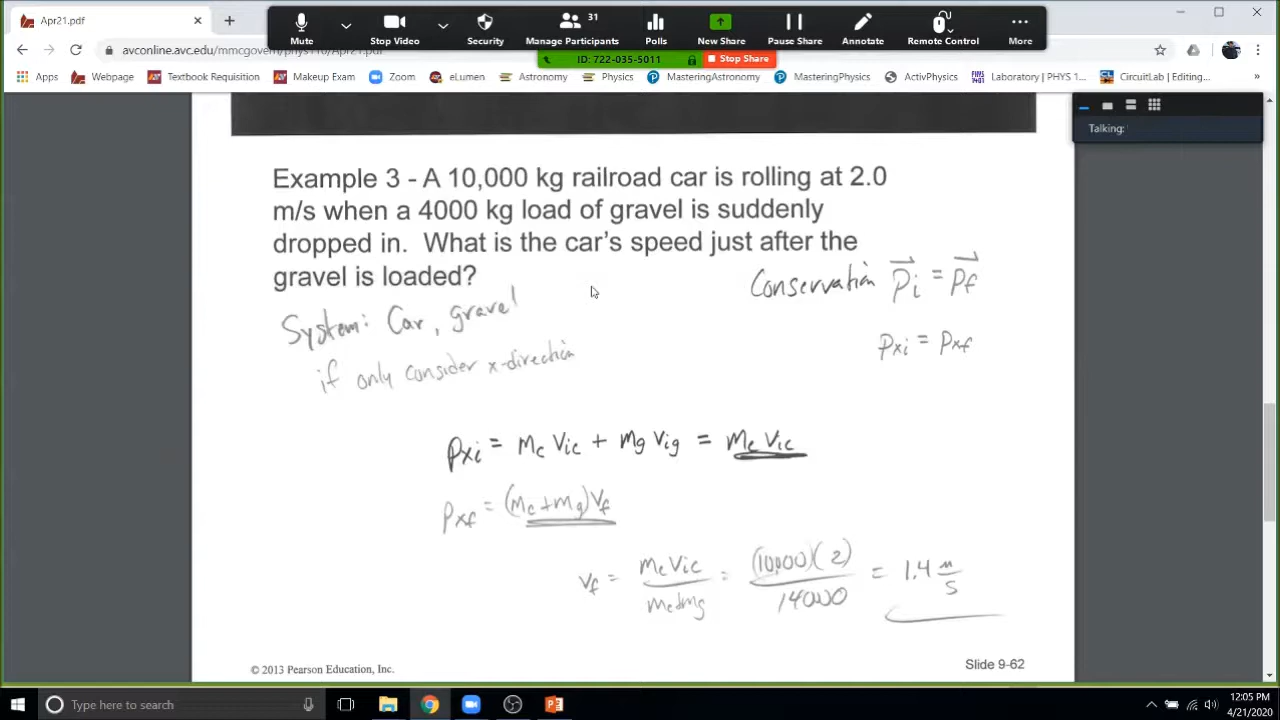 Apr21.pdf
Mute
Stop Video
Security
31
Manage Participants
Polls
New Share
Pause Share
Annotate
Remote Control
More
avconline.avc.edu/mmcgovern/phys110/Apr21.pdf
ID: 722-035-5011
Stop Share
Apps
Webpage
Textbook Requisition
Makeup Exam
Zoom
eLumen
Astronomy
Physics
MasteringAstronomy
MasteringPhysics
ActivPhysics
Laboratory | PHYS 1...
CircuitLab | Editing...
Talking:
Example 3 - A 10,000 kg railroad car is rolling at 2.0
m/s when a 4000 kg load of gravel is suddenly
dropped in. What is the car's speed just after the
gravel is loaded?
Conservation p⃗i = p⃗f
System: Car, gravel
pxi = pxf
if only consider x-direction
pxi = mc vic + mg vig = mc vic
pxf = (mc+mg)vf
vf = mc vic / mc+mg = (10,000)(2) / 14000 = 1.4 m/s
© 2013 Pearson Education, Inc.
Slide 9-62
Type here to search
12:05 PM
4/21/2020